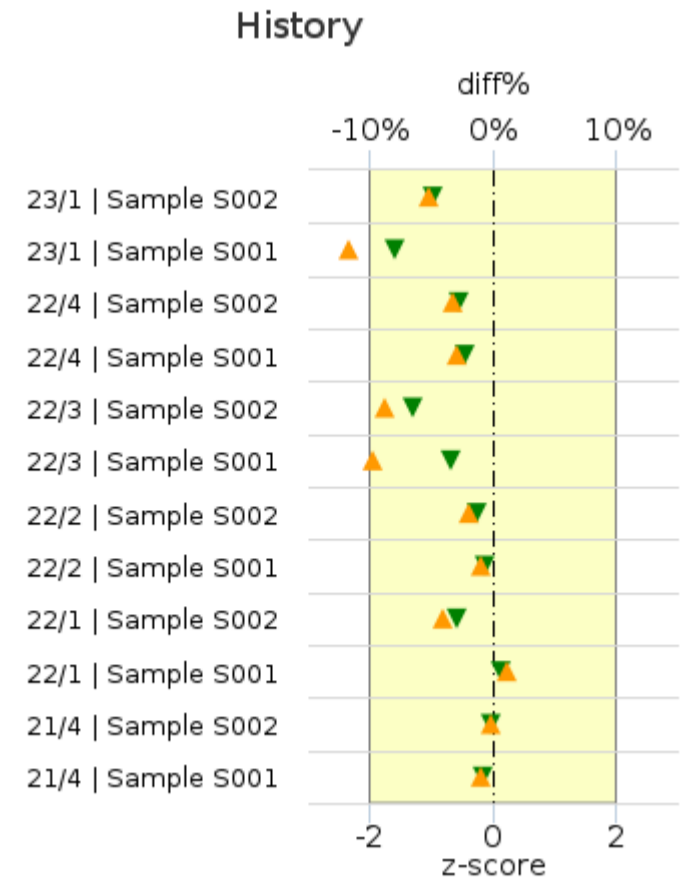 History
diff%
-10% 0% 10%
23/1 | Sample S002
23/1 | Sample S001
22/4 | Sample S002
22/4 | Sample S001
22/3 | Sample S002
22/3 | Sample S001
22/2 | Sample S002
22/2 | Sample S001
22/1 | Sample S002
22/1 | Sample S001
21/4 | Sample S002
21/4 | Sample S001
-2 0 2
z-score